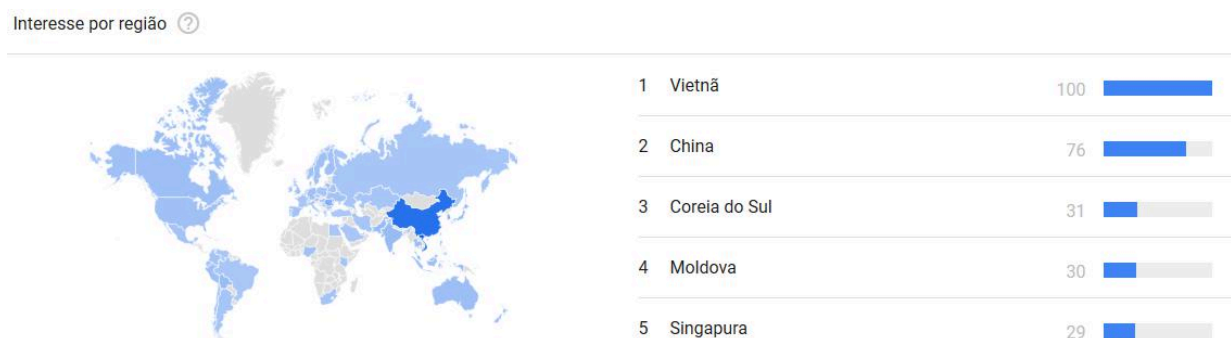 Interesse por região ?
1 Vietnã 100
2 China 76
3 Coreia do Sul 31
4 Moldova 30
5 Singapura 29